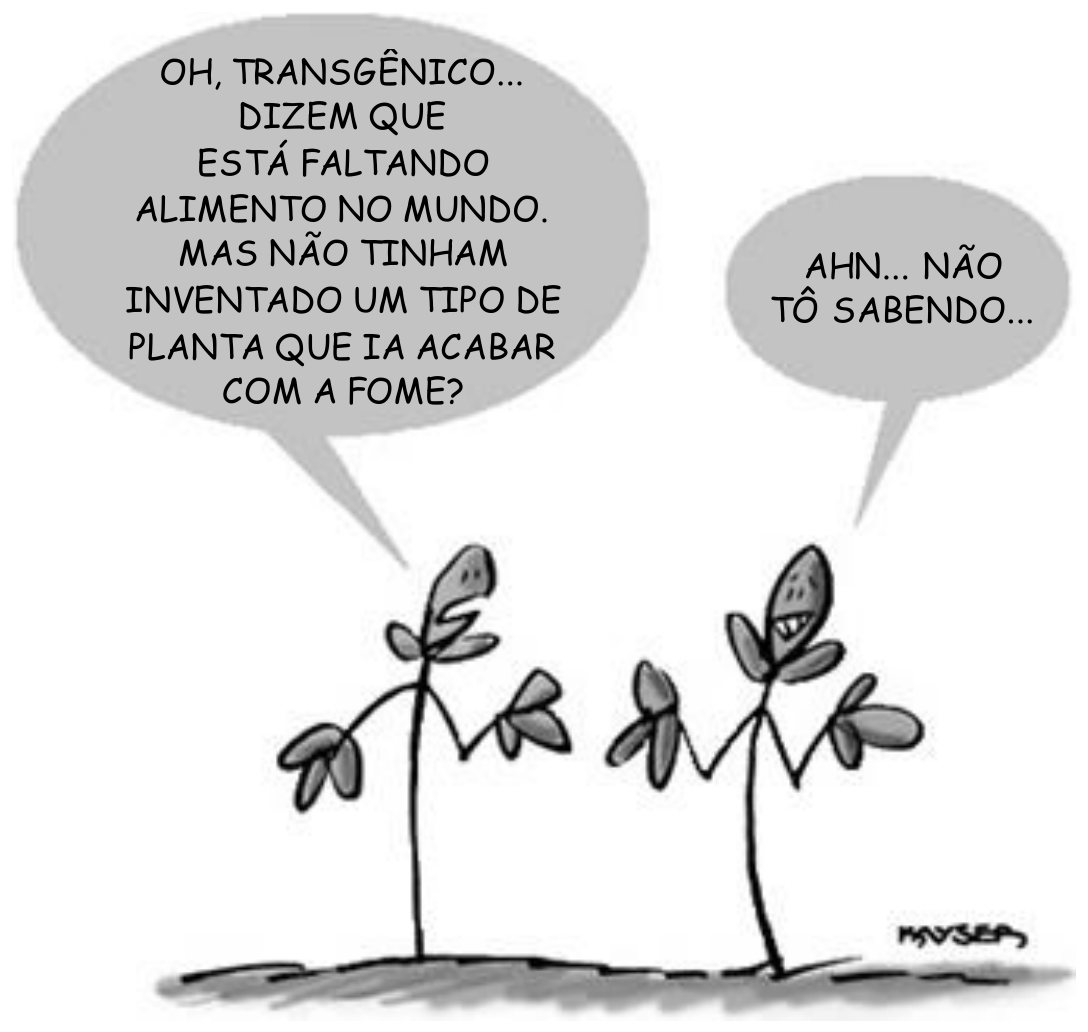 OH, TRANSGÊNICO...
DIZEM QUE
ESTÁ FALTANDO
ALIMENTO NO MUNDO.
MAS NÃO TINHAM
INVENTADO UM TIPO DE
PLANTA QUE IA ACABAR
COM A FOME?
AHN... NÃO
TÔ SABENDO...
KAYSER